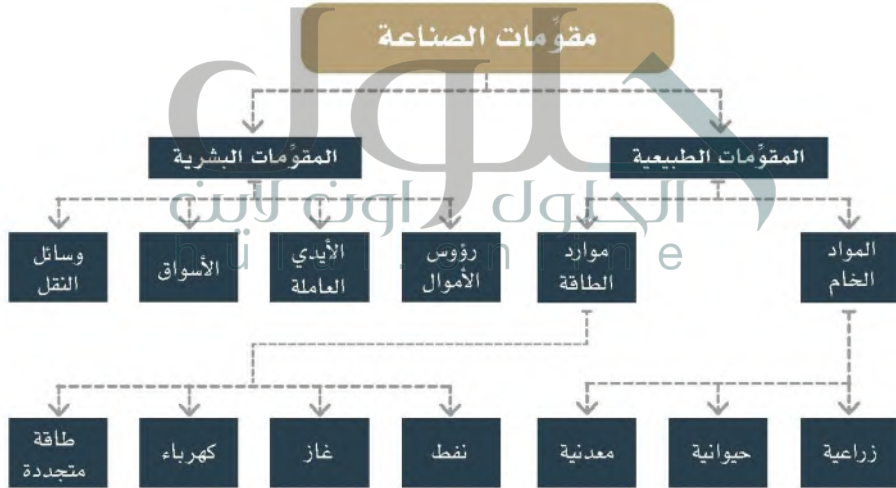 مقوِّمات الصناعة
المقوِّمات الطبيعية
المقوِّمات البشرية
المواد
الخام
موارد
الطاقة
رؤوس
الأموال
الأيدي
العاملة
الأسواق
وسائل
النقل
زراعية
حيوانية
معدنية
نفط
غاز
كهرباء
طاقة
متجددة
حلول
الحلول اون لاين
hulul.online